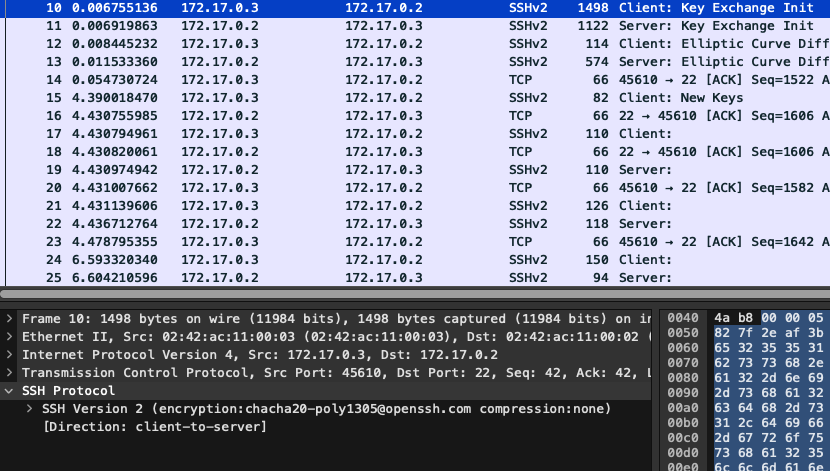 10 0.006755136 172.17.0.3 172.17.0.2 SSHv2 1498 Client: Key Exchange Init
11 0.006919863 172.17.0.2 172.17.0.3 SSHv2 1122 Server: Key Exchange Init
12 0.008445232 172.17.0.3 172.17.0.2 SSHv2 114 Client: Elliptic Curve Diff
13 0.011533360 172.17.0.2 172.17.0.3 SSHv2 574 Server: Elliptic Curve Diff
14 0.054730724 172.17.0.3 172.17.0.2 TCP 66 45610 → 22 [ACK] Seq=1522 A
15 4.390018470 172.17.0.3 172.17.0.2 SSHv2 82 Client: New Keys
16 4.430755985 172.17.0.2 172.17.0.3 TCP 66 22 → 45610 [ACK] Seq=1606 A
17 4.430794961 172.17.0.3 172.17.0.2 SSHv2 110 Client:
18 4.430820061 172.17.0.2 172.17.0.3 TCP 66 22 → 45610 [ACK] Seq=1606 A
19 4.430974942 172.17.0.2 172.17.0.3 SSHv2 110 Server:
20 4.431007662 172.17.0.3 172.17.0.2 TCP 66 45610 → 22 [ACK] Seq=1582 A
21 4.431139606 172.17.0.3 172.17.0.2 SSHv2 126 Client:
22 4.436712764 172.17.0.2 172.17.0.3 SSHv2 118 Server:
23 4.478795355 172.17.0.3 172.17.0.2 TCP 66 45610 → 22 [ACK] Seq=1642 A
24 6.593320340 172.17.0.3 172.17.0.2 SSHv2 150 Client:
25 6.604210596 172.17.0.2 172.17.0.3 SSHv2 94 Server:
Frame 10: 1498 bytes on wire (11984 bits), 1498 bytes captured (11984 bits) on in
Ethernet II, Src: 02:42:ac:11:00:03 (02:42:ac:11:00:03), Dst: 02:42:ac:11:00:02 (
Internet Protocol Version 4, Src: 172.17.0.3, Dst: 172.17.0.2
Transmission Control Protocol, Src Port: 45610, Dst Port: 22, Seq: 42, Ack: 42, L
SSH Protocol
SSH Version 2 (encryption:chacha20-poly1305@openssh.com compression:none)
[Direction: client-to-server]
0040 4a b8 00 00 05
0050 82 7f 2e af 3b
0060 65 32 35 35 31
0070 62 73 73 68 2e
0080 61 32 2d 6e 69
0090 2d 73 68 61 32
00a0 63 64 68 2d 73
00b0 31 2c 64 69 66
00c0 2d 67 72 6f 75
00d0 73 68 61 32 35
00e0 6c 6c 6d 61 6e